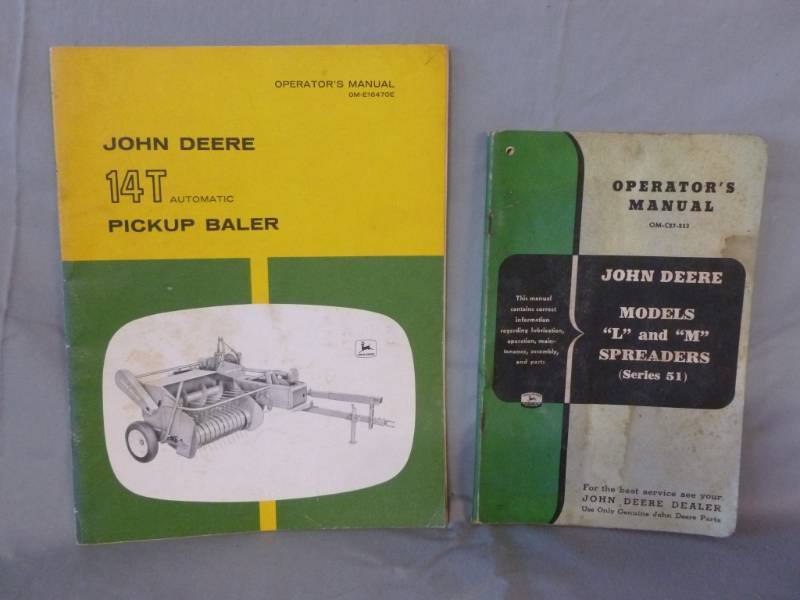 OPERATOR'S MANUAL
OM-E16470E
JOHN DEERE
14T AUTOMATIC
PICKUP BALER
OPERATOR'S
MANUAL
JOHN DEERE
MODELS
"L" and "M"
SPREADERS
(Series 51)
This manual
contains correct
information
regarding lubrication,
operation, main-
tenance, assembly,
and parts
For the best service see your
JOHN DEERE DEALER
Use Only Genuine John Deere Parts